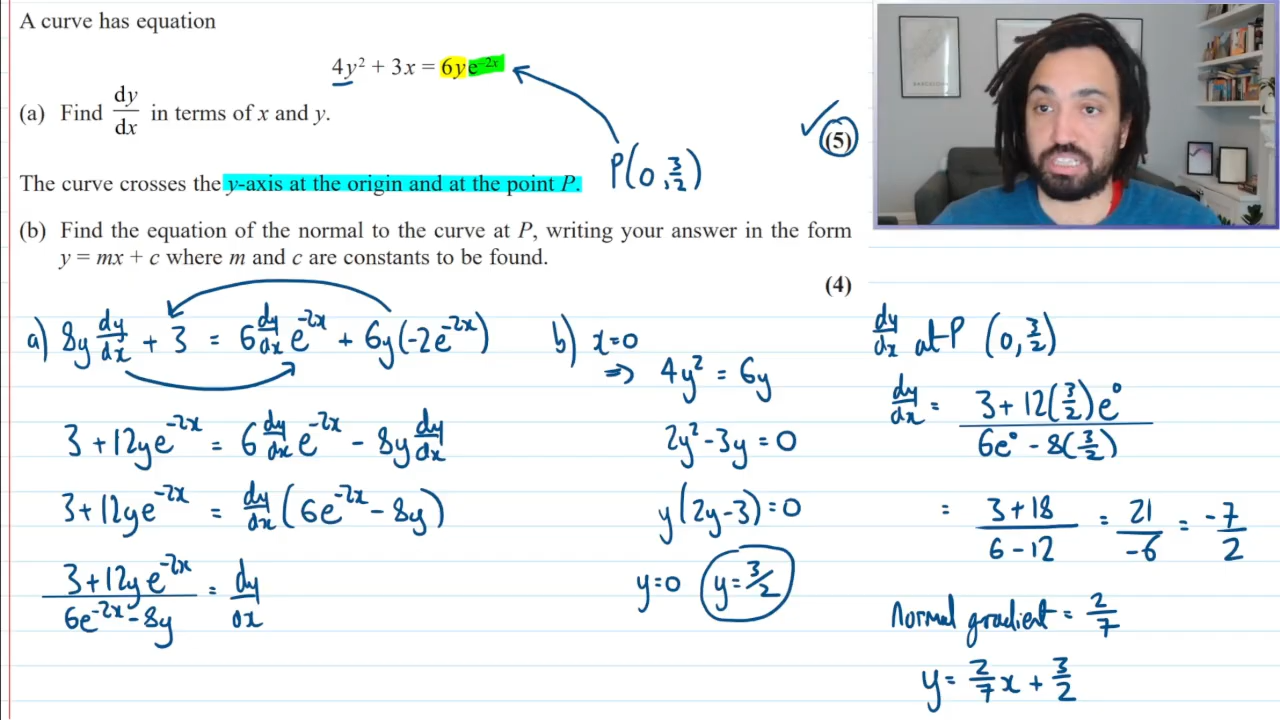 A curve has equation
4y² + 3x = 6ye⁻²ˣ
(a) Find dy/dx in terms of x and y.
(5)
The curve crosses the y-axis at the origin and at the point P.
P(0, 3/2)
(b) Find the equation of the normal to the curve at P, writing your answer in the form
y = mx + c where m and c are constants to be found.
(4)
a) 8y dy/dx + 3 = 6 dy/dx e⁻²ˣ + 6y(-2e⁻²ˣ)
3 + 12ye⁻²ˣ = 6 dy/dx e⁻²ˣ - 8y dy/dx
3 + 12ye⁻²ˣ = dy/dx (6e⁻²ˣ - 8y)
(3 + 12ye⁻²ˣ)/(6e⁻²ˣ - 8y) = dy/dx
b) x=0
⇒ 4y² = 6y
2y² - 3y = 0
y(2y-3) = 0
y=0 y=3/2
dy/dx at P (0, 3/2)
dy/dx = (3 + 12(3/2)e⁰)/(6e⁰ - 8(3/2))
= (3+18)/(6-12) = 21/-6 = -7/2
Normal gradient = 2/7
y = 2/7 x + 3/2